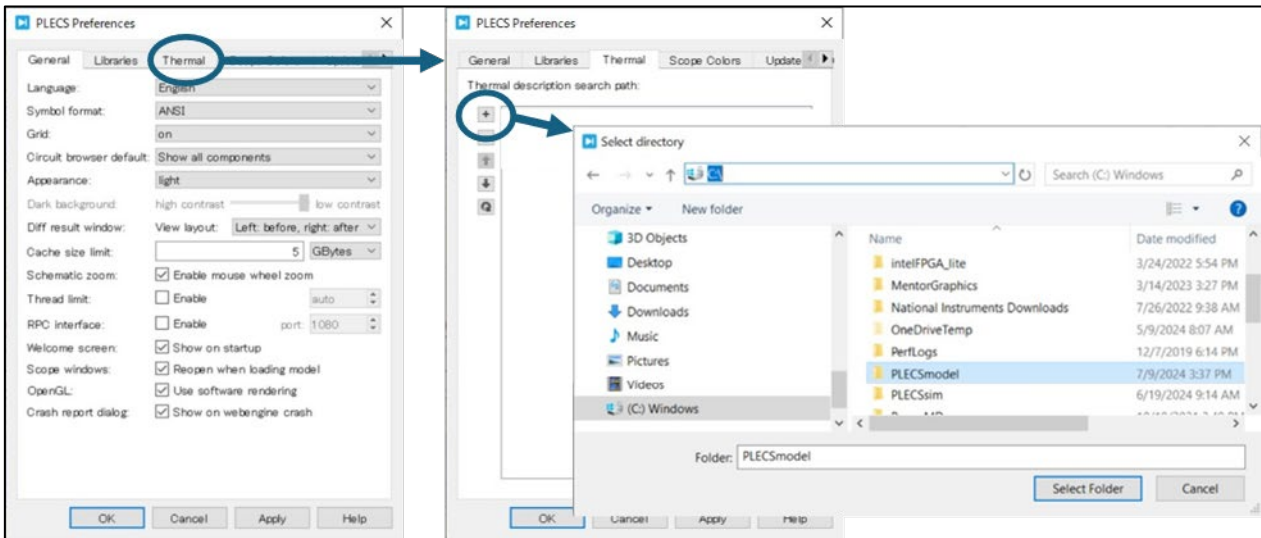 PLECS Preferences
General Libraries Thermal
Language: English
Symbol format: ANSI
Grid: on
Circuit browser default: Show all components
Appearance: light
Dark background: high contrast low contrast
Diff result window: View layout: Left: before, right: after
Cache size limit: 5 GBytes
Schematic zoom: Enable mouse wheel zoom
Thread limit: Enable auto
RPC interface: Enable port: 1080
Welcome screen: Show on startup
Scope windows: Reopen when loading model
OpenGL: Use software rendering
Crash report dialog: Show on webengine crash
OK Cancel Apply Help
PLECS Preferences
General Libraries Thermal Scope Colors Update
Thermal description search path:
OK Cancel Apply Help
Select directory
C:\ Search (C:) Windows
Organize New folder
3D Objects
Desktop
Documents
Downloads
Music
Pictures
Videos
(C:) Windows
Name Date modified
intelFPGA_lite 3/24/2022 5:54 PM
MentorGraphics 3/14/2023 3:27 PM
National Instruments Downloads 7/26/2022 9:38 AM
OneDriveTemp 5/9/2024 8:07 AM
PerfLogs 12/7/2019 6:14 PM
PLECSmodel 7/9/2024 3:37 PM
PLECSsim 6/19/2024 9:14 AM
Folder: PLECSmodel
Select Folder Cancel